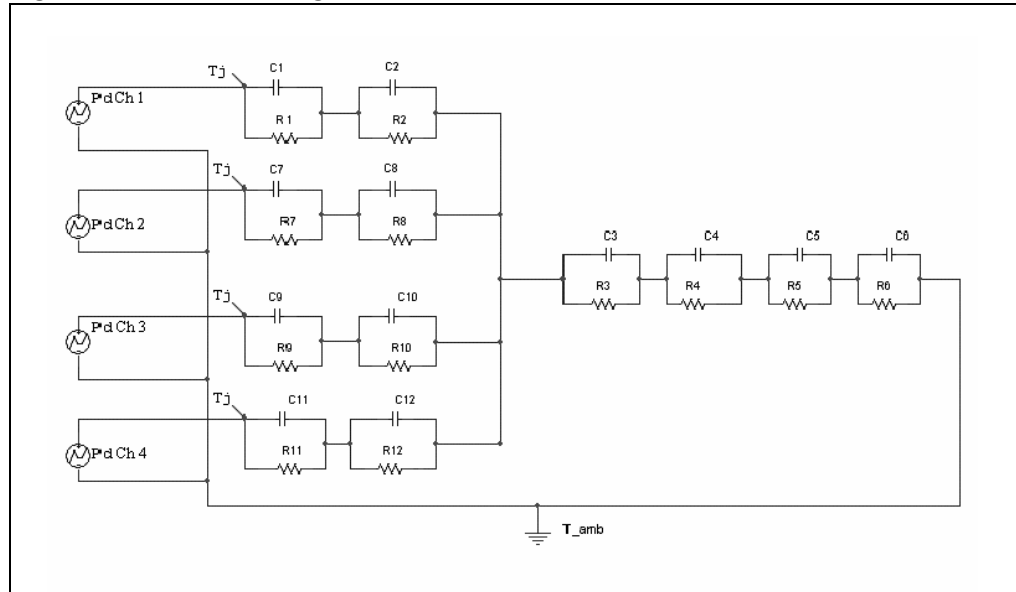 Tj
C1
C2
PdCh1
R1
R2
Tj
C7
C8
PdCh2
R7
R8
C3
C4
C5
C6
R3
R4
R5
R6
Tj
C9
C10
PdCh3
R9
R10
Tj
C11
C12
PdCh4
R11
R12
T_amb